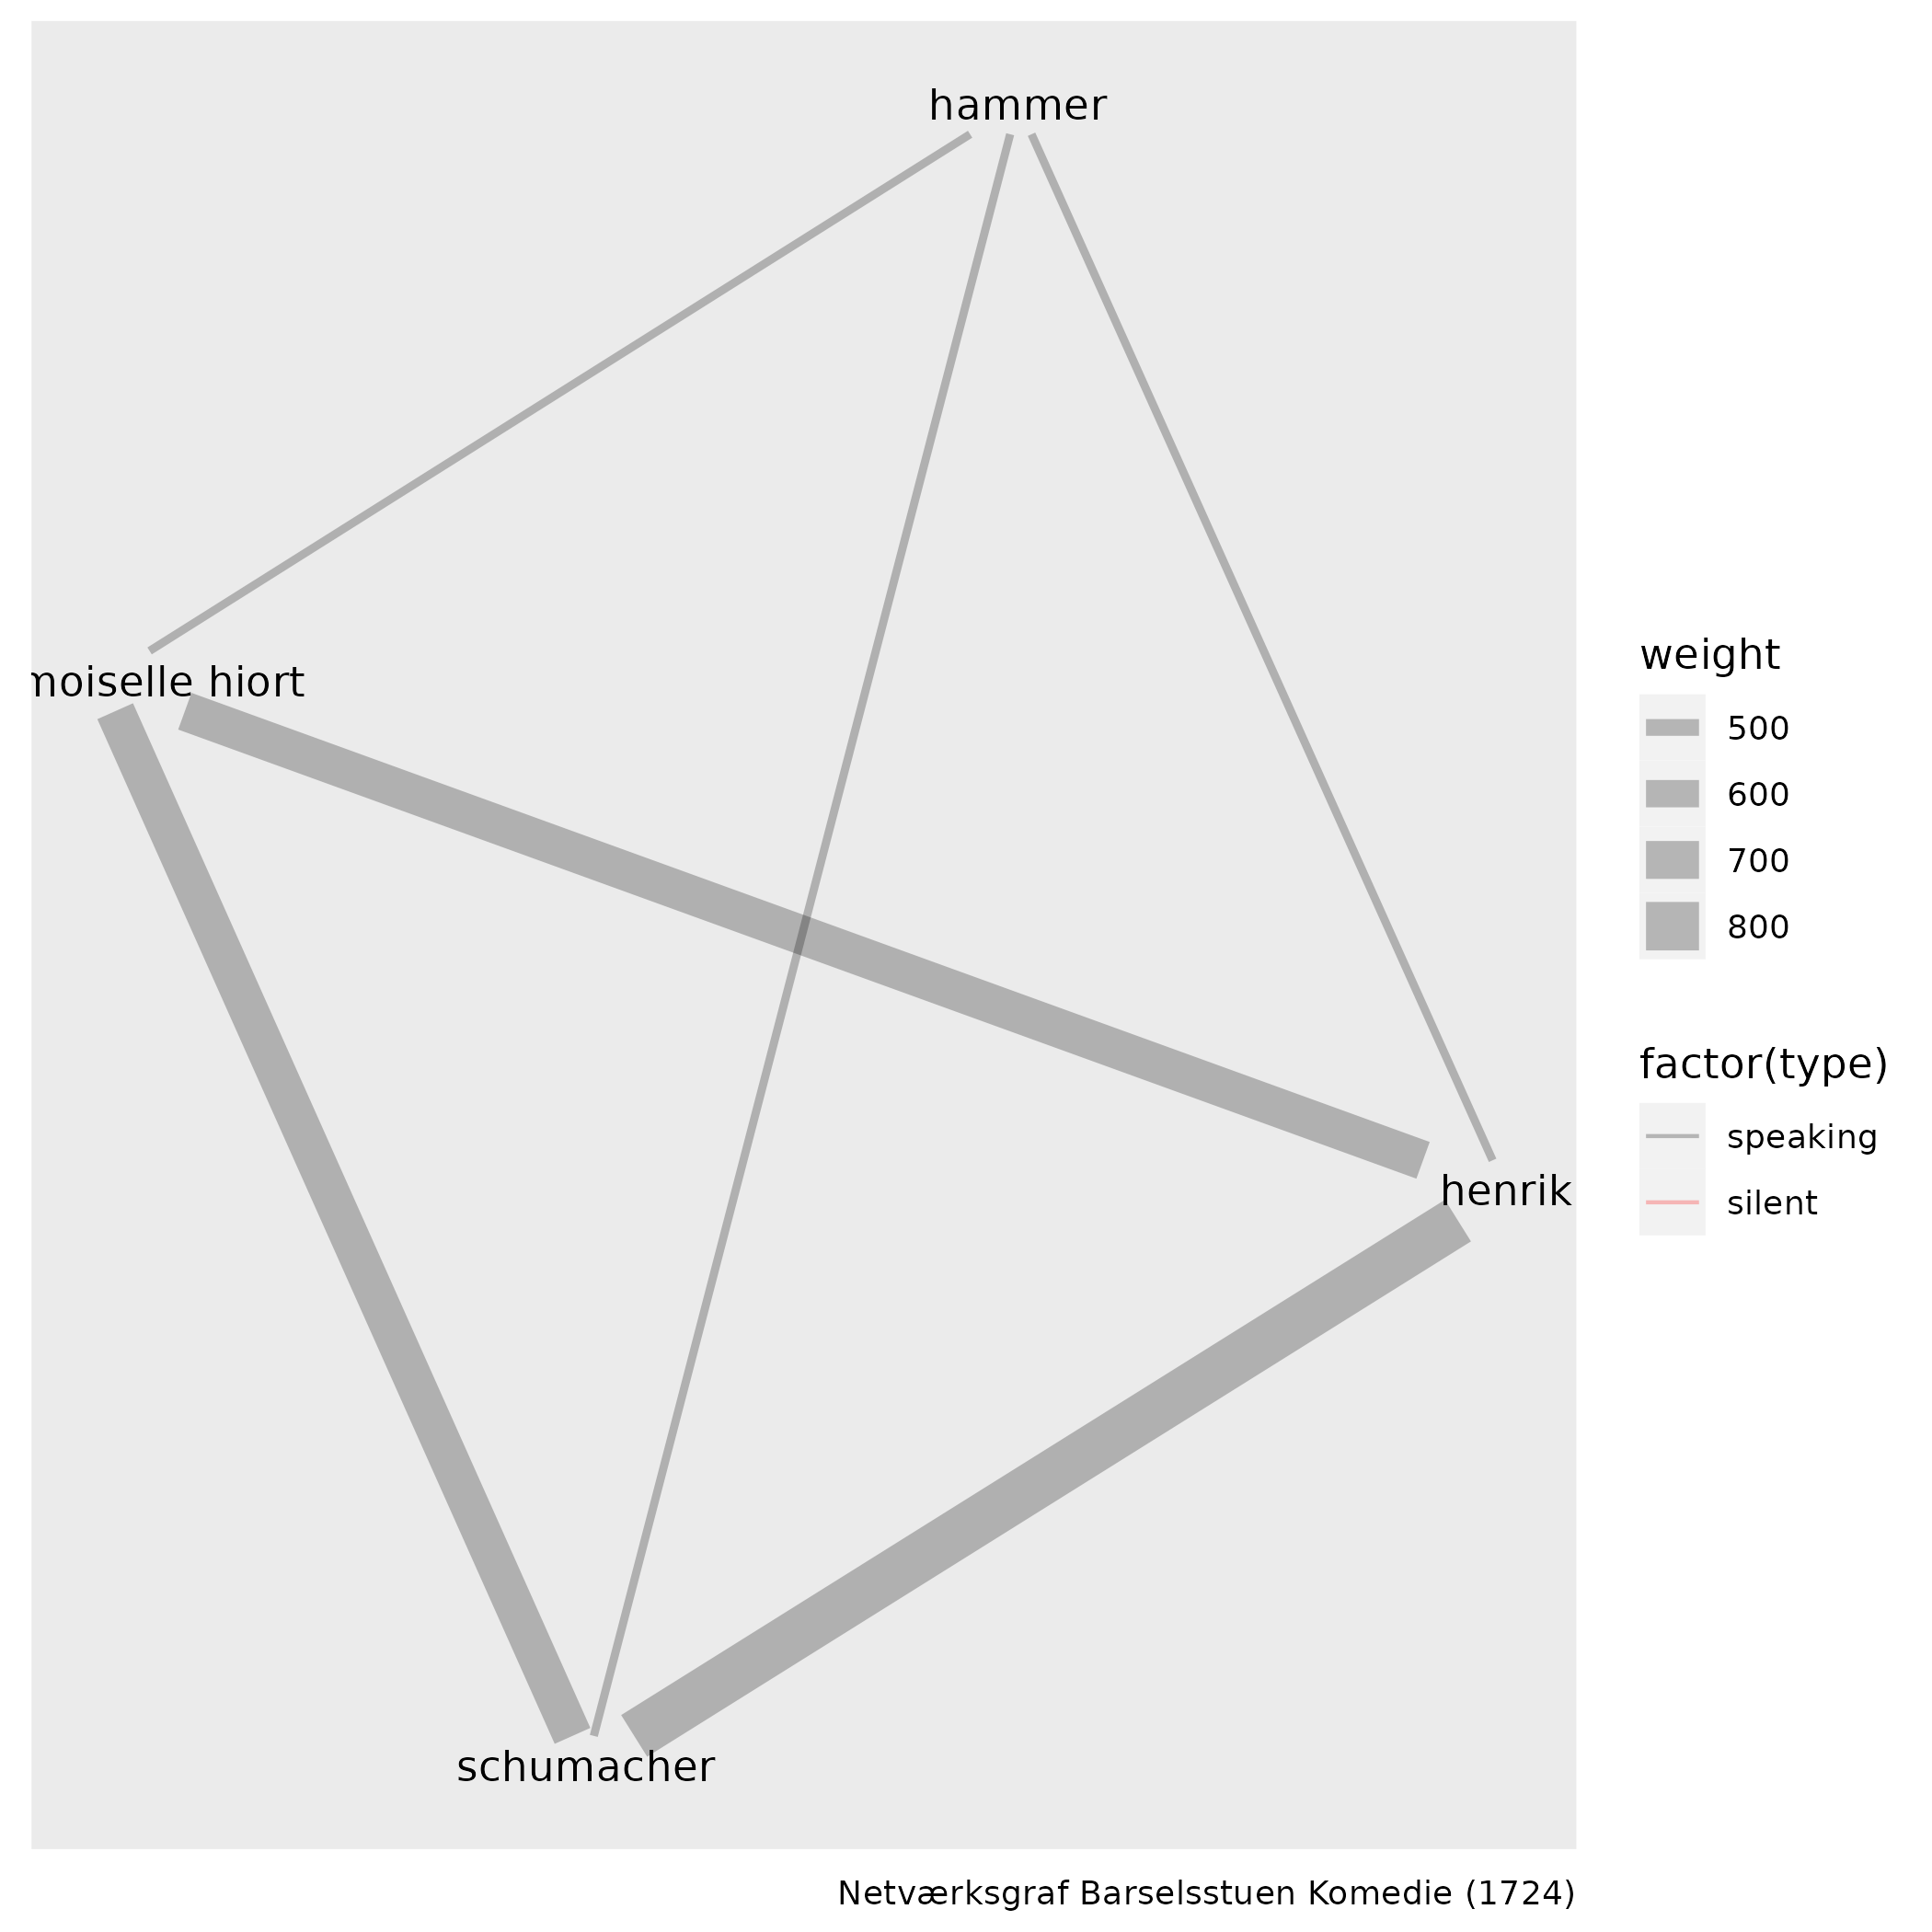 hammer
moiselle hiort
henrik
schumacher
weight
500
600
700
800
factor(type)
speaking
silent
Netværksgraf Barselsstuen Komedie (1724)